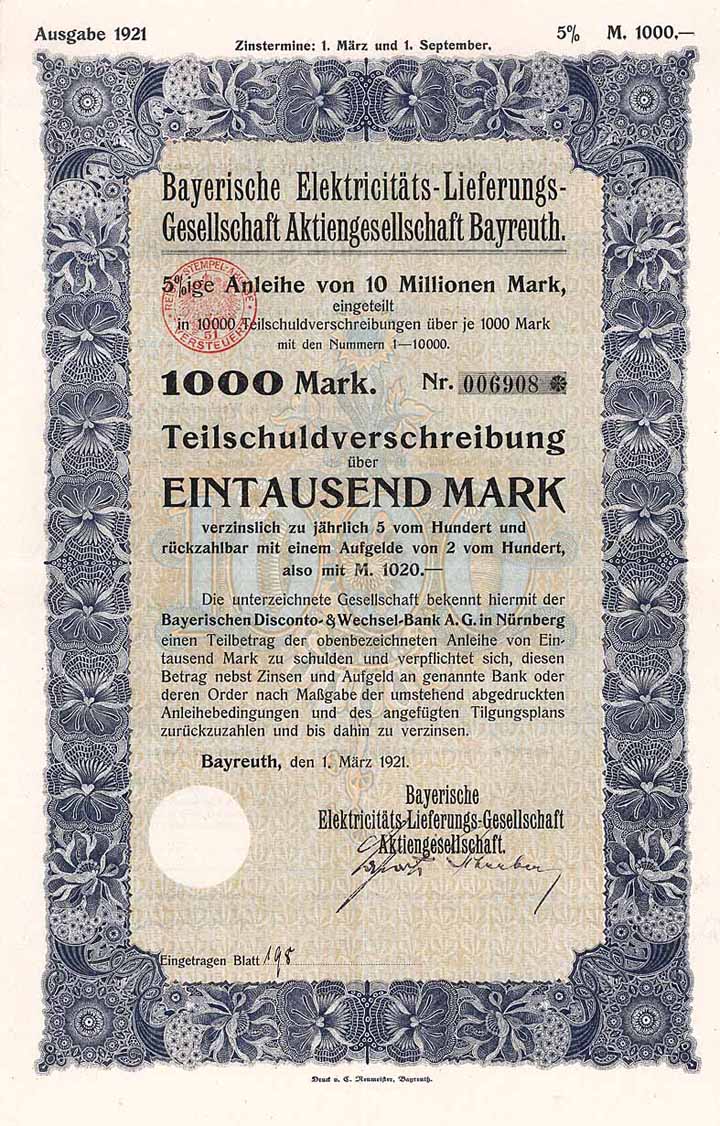 Ausgabe 1921
Zinstermine: 1. März und 1. September.
5% M. 1000.—
Bayerische Elektricitäts-Lieferungs-
Gesellschaft Aktiengesellschaft Bayreuth.
5%ige Anleihe von 10 Millionen Mark,
eingeteilt
in 10000 Teilschuldverschreibungen über je 1000 Mark
mit den Nummern 1—10000.
1000 Mark. Nr. 006908
Teilschuldverschreibung
über
EINTAUSEND MARK
verzinslich zu jährlich 5 vom Hundert und
rückzahlbar mit einem Aufgelde von 2 vom Hundert,
also mit M. 1020.—
Die unterzeichnete Gesellschaft bekennt hiermit der
Bayerischen Disconto- & Wechsel-Bank A. G. in Nürnberg
einen Teilbetrag der obenbezeichneten Anleihe von Ein-
tausend Mark zu schulden und verpflichtet sich, diesen
Betrag nebst Zinsen und Aufgeld an genannte Bank oder
deren Order nach Maßgabe der umstehend abgedruckten
Anleihebedingungen und des angefügten Tilgungsplans
zurückzuzahlen und bis dahin zu verzinsen.
Bayreuth, den 1. März 1921.
Bayerische
Elektricitäts-Lieferungs-Gesellschaft
Aktiengesellschaft.
Eingetragen Blatt 198
Druck v. C. Neumeister, Bayreuth.